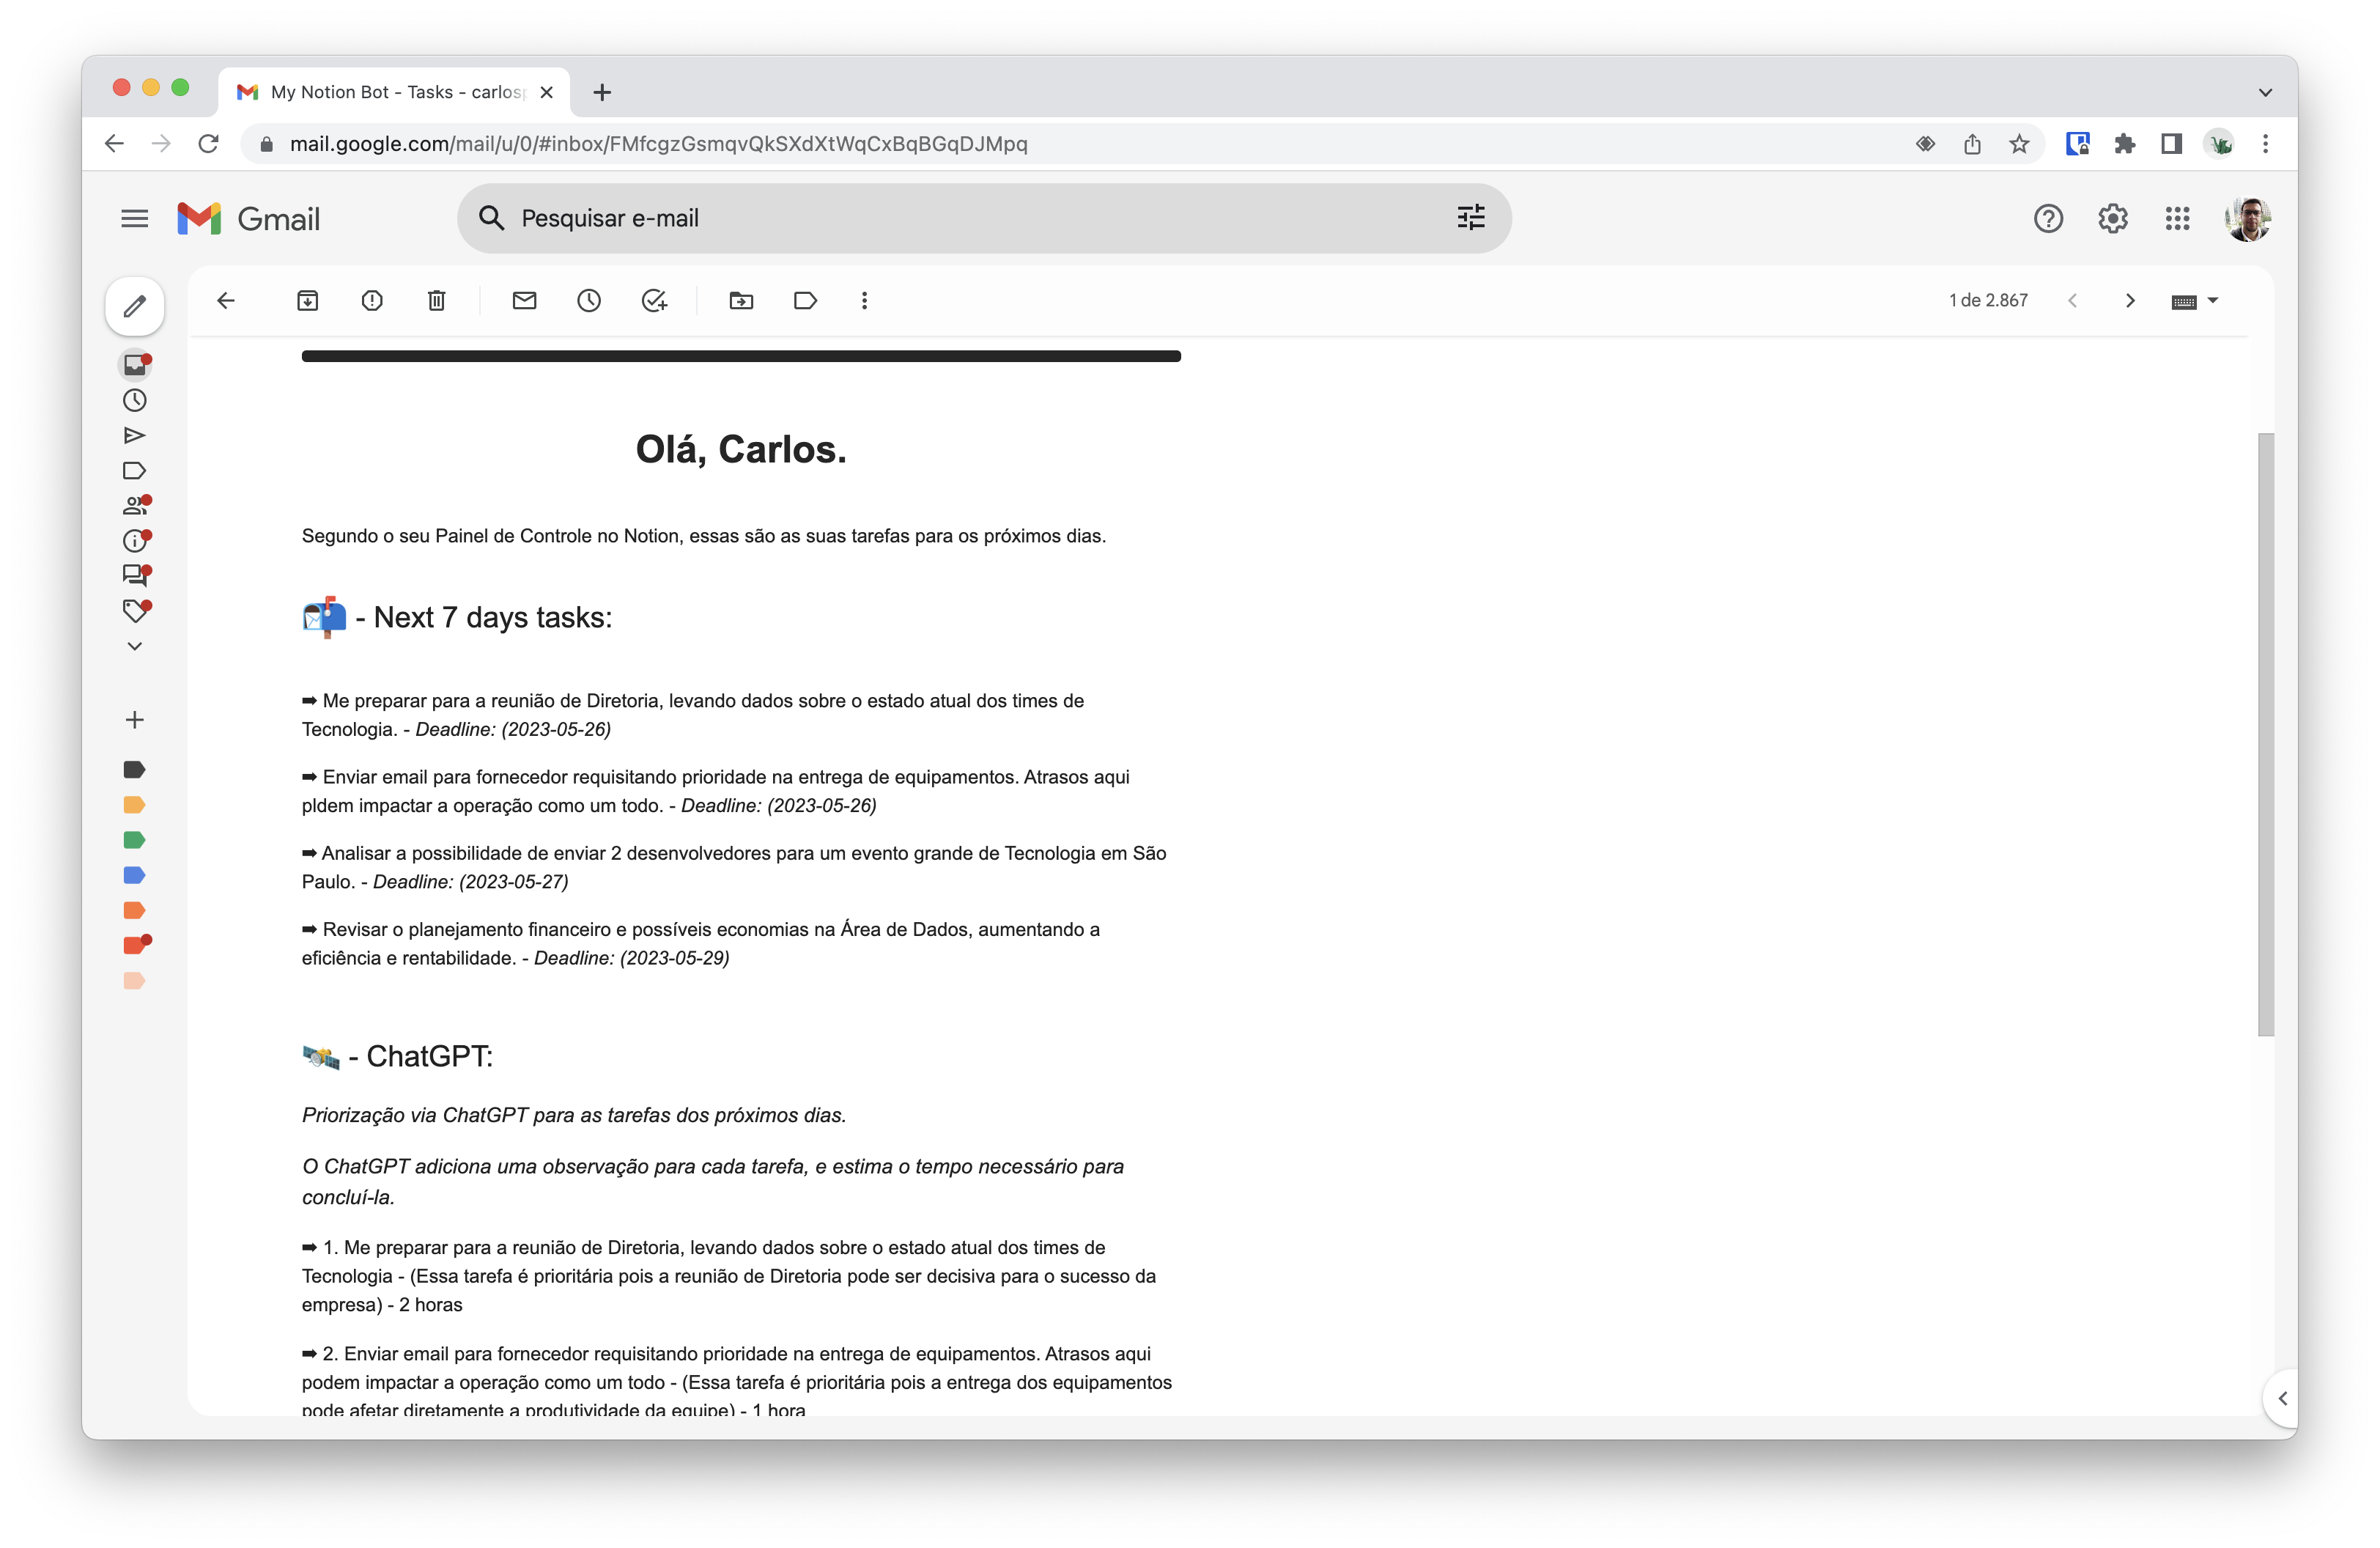 My Notion Bot - Tasks - carlosp
mail.google.com/mail/u/0/#inbox/FMfcgzGsmqvQkSXdXtWqCxBqBGqDJMpq
Gmail
Pesquisar e-mail
1 de 2.867
Olá, Carlos.
Segundo o seu Painel de Controle no Notion, essas são as suas tarefas para os próximos dias.
📬 - Next 7 days tasks:
➡ Me preparar para a reunião de Diretoria, levando dados sobre o estado atual dos times de
Tecnologia. - Deadline: (2023-05-26)
➡ Enviar email para fornecedor requisitando prioridade na entrega de equipamentos. Atrasos aqui
pldem impactar a operação como um todo. - Deadline: (2023-05-26)
➡ Analisar a possibilidade de enviar 2 desenvolvedores para um evento grande de Tecnologia em São
Paulo. - Deadline: (2023-05-27)
➡ Revisar o planejamento financeiro e possíveis economias na Área de Dados, aumentando a
eficiência e rentabilidade. - Deadline: (2023-05-29)
🛰 - ChatGPT:
Priorização via ChatGPT para as tarefas dos próximos dias.
O ChatGPT adiciona uma observação para cada tarefa, e estima o tempo necessário para
concluí-la.
➡ 1. Me preparar para a reunião de Diretoria, levando dados sobre o estado atual dos times de
Tecnologia - (Essa tarefa é prioritária pois a reunião de Diretoria pode ser decisiva para o sucesso da
empresa) - 2 horas
➡ 2. Enviar email para fornecedor requisitando prioridade na entrega de equipamentos. Atrasos aqui
podem impactar a operação como um todo - (Essa tarefa é prioritária pois a entrega dos equipamentos
pode afetar diretamente a produtividade da equipe) - 1 hora